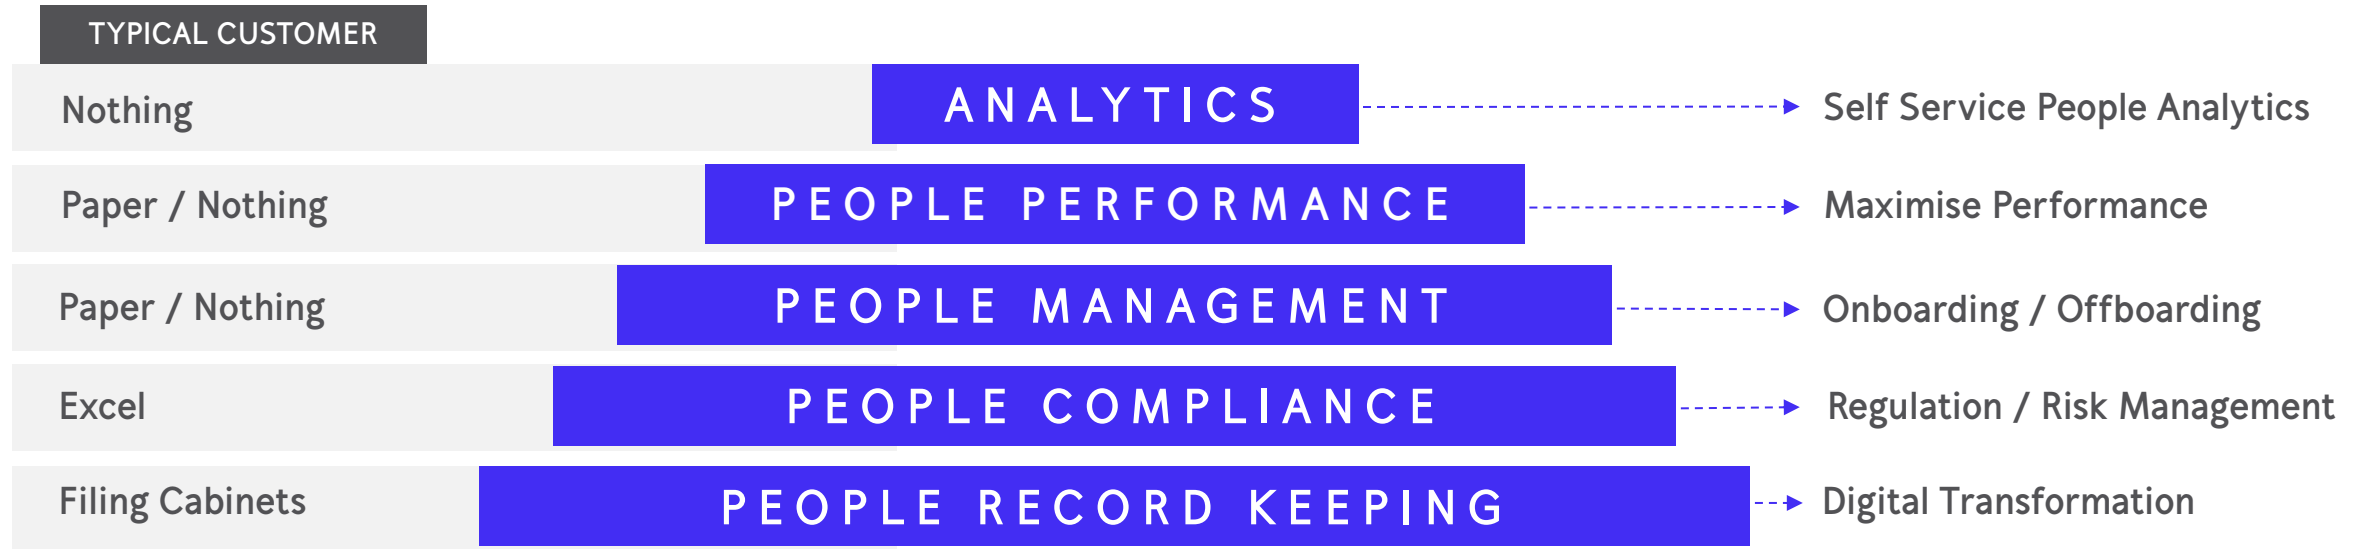 TYPICAL CUSTOMER
Nothing
ANALYTICS
Self Service People Analytics
Paper / Nothing
PEOPLE PERFORMANCE
Maximise Performance
Paper / Nothing
PEOPLE MANAGEMENT
Onboarding / Offboarding
Excel
PEOPLE COMPLIANCE
Regulation / Risk Management
Filing Cabinets
PEOPLE RECORD KEEPING
Digital Transformation